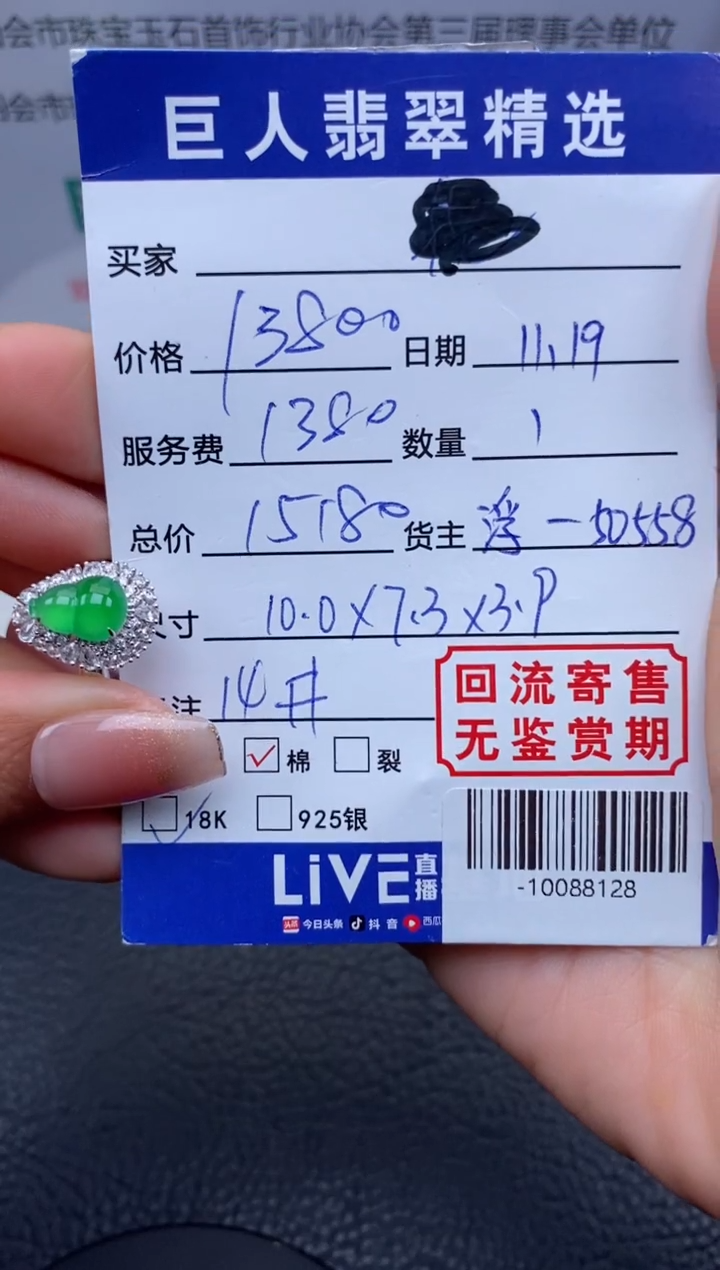 会市珠宝玉石首饰行业协会第三届理事会单位
会市
巨人翡翠精选
买家
价格 13800 日期 11.19
服务费 1380 数量 1
总价 15180 货主 一50558
寸 10.0×7.3×3.9
注 14#
回流寄售
无鉴赏期
棉 裂
18K 925银
LiVE直播
-10088128
今日头条 抖音 西瓜